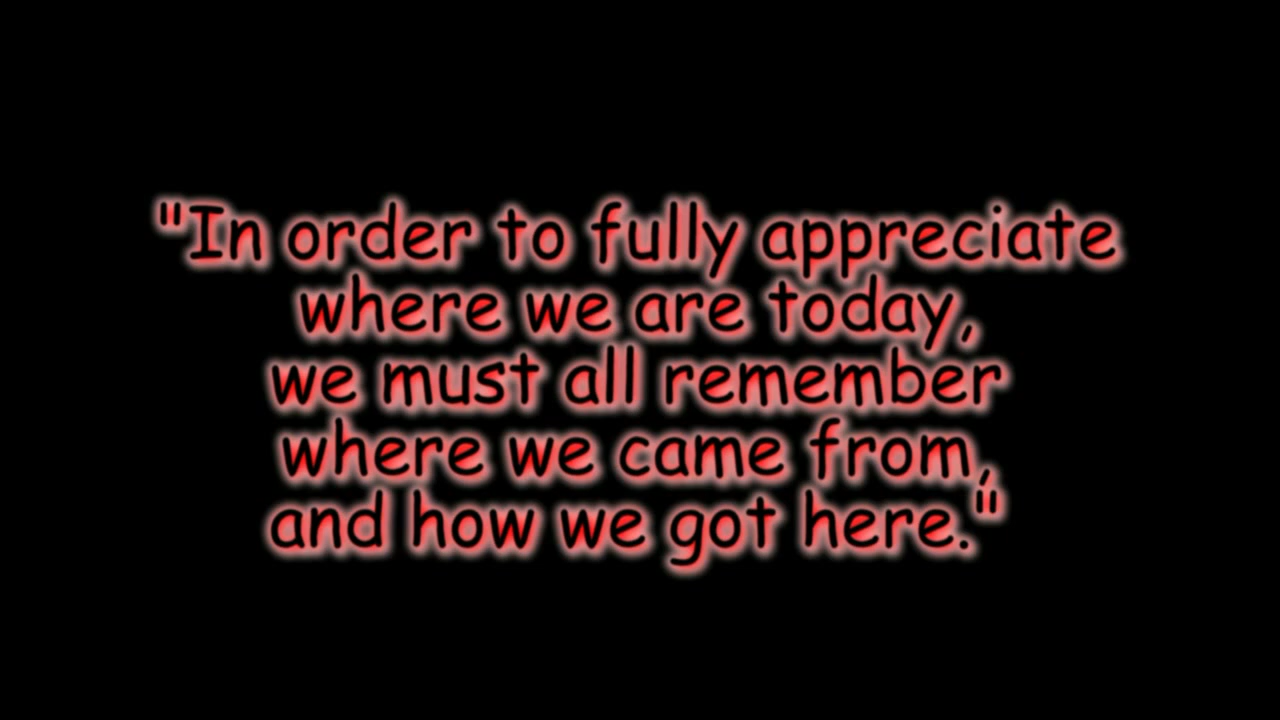 "In order to fully appreciate
where we are today,
we must all remember
where we came from,
and how we got here."